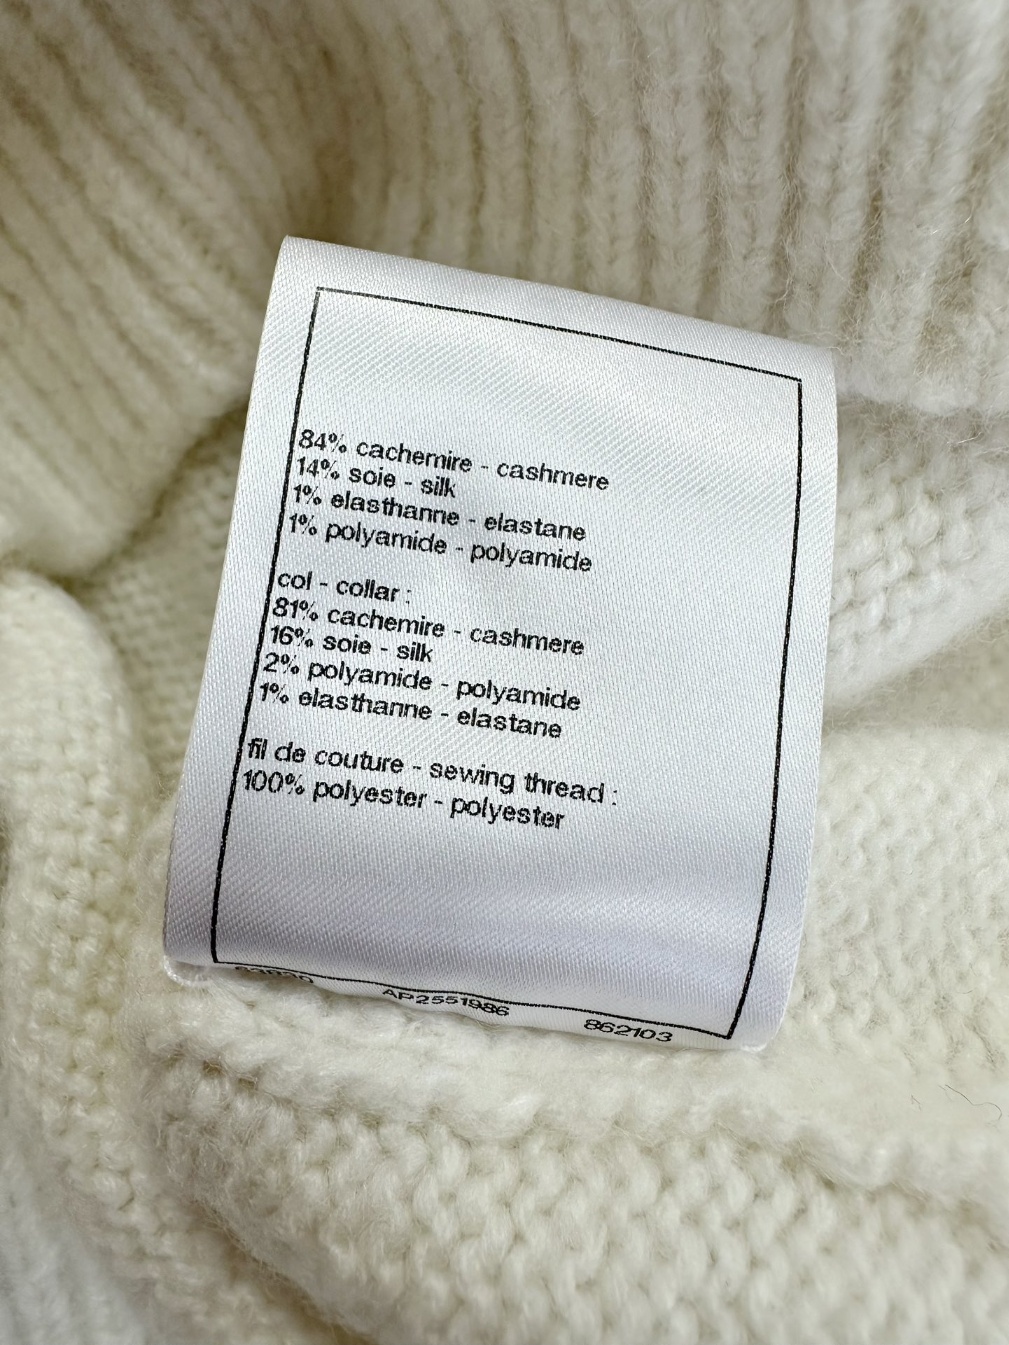 84% cachemire - cashmere
14% soie - silk
1% elasthanne - elastane
1% polyamide - polyamide
col - collar :
81% cachemire - cashmere
16% soie - silk
2% polyamide - polyamide
1% elasthanne - elastane
fil de couture - sewing thread :
100% polyester - polyester
AP2551986 862103